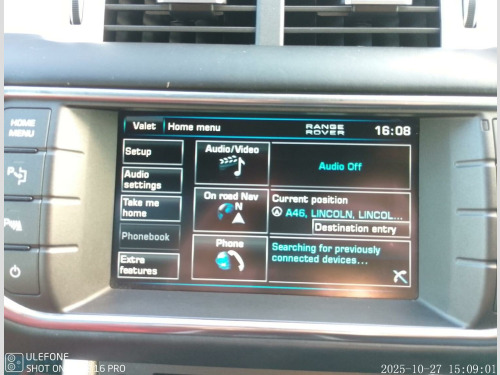 HOME
MENU
Valet
Home menu
RANGE
ROVER
16:08
Setup
Audio/Video
Audio Off
Audio
settings
On road Nav
N
Current position
A46, LINCOLN, LINCOL...
Destination entry
Take me
home
Phonebook
Phone
Searching for previously
connected devices...
Extra
features
ULEFONE
2025-10-27 15:09:01